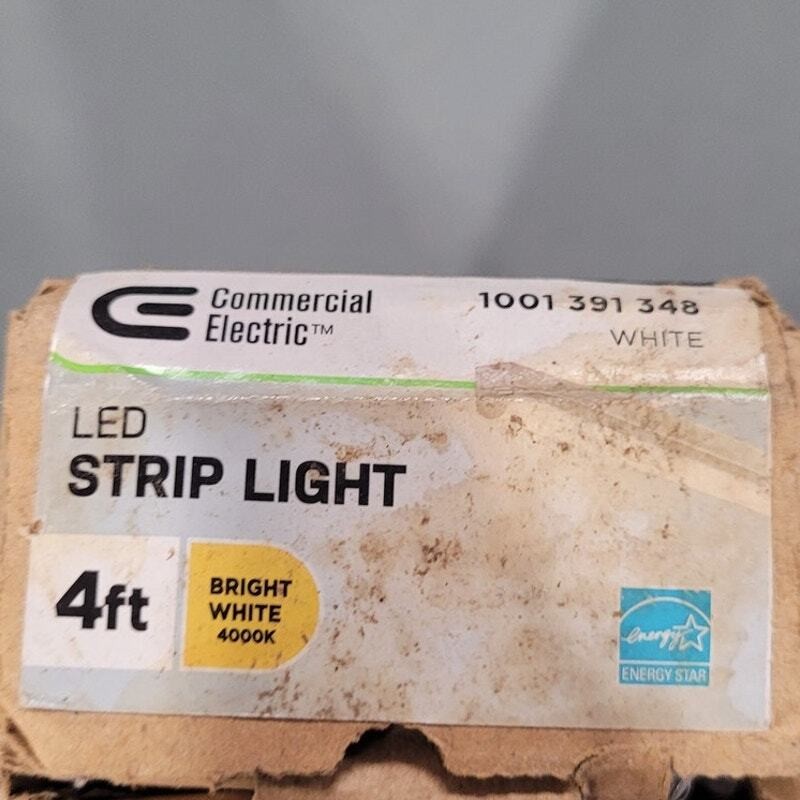 Commercial
Electric™
1001 391 348
WHITE
LED
STRIP LIGHT
4ft
BRIGHT
WHITE
4000K
energy
ENERGY STAR